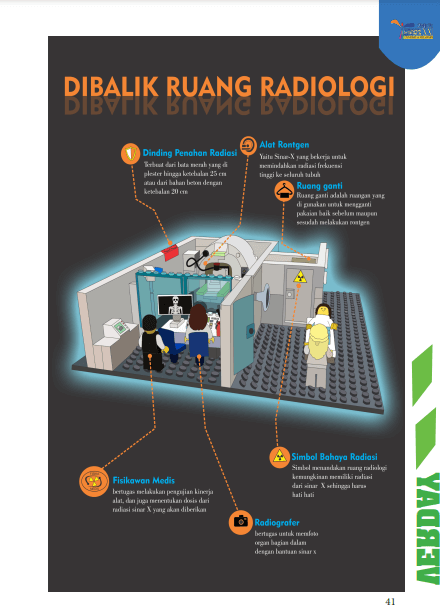 DIBALIK RUANG RADIOLOGI
Dinding Penahan Radiasi
Terbuat dari bata merah yang di
plester hingga ketebalan 25 cm
atau dari bahan beton dengan
ketebalan 20 cm
Alat Rontgen
Yaitu Sinar-X yang bekerja untuk
memindahkan radiasi frekuensi
tinggi ke seluruh tubuh
Ruang ganti
Ruang ganti adalah ruangan yang
di gunakan untuk mengganti
pakaian baik sebelum maupun
sesudah melakukan rontgen
Fisikawan Medis
bertugas melakukan pengujian kinerja
alat, dan juga menentukan dosis dari
radiasi sinar X yang akan diberikan
Simbol Bahaya Radiasi
Simbol menandakan ruang radiologi
kemungkinan memiliki radiasi
dari sinar X sehingga harus
hati hati
Radiografer
bertugas untuk memfoto
organ bagian dalam
dengan bantuan sinar x
VERDAY
41